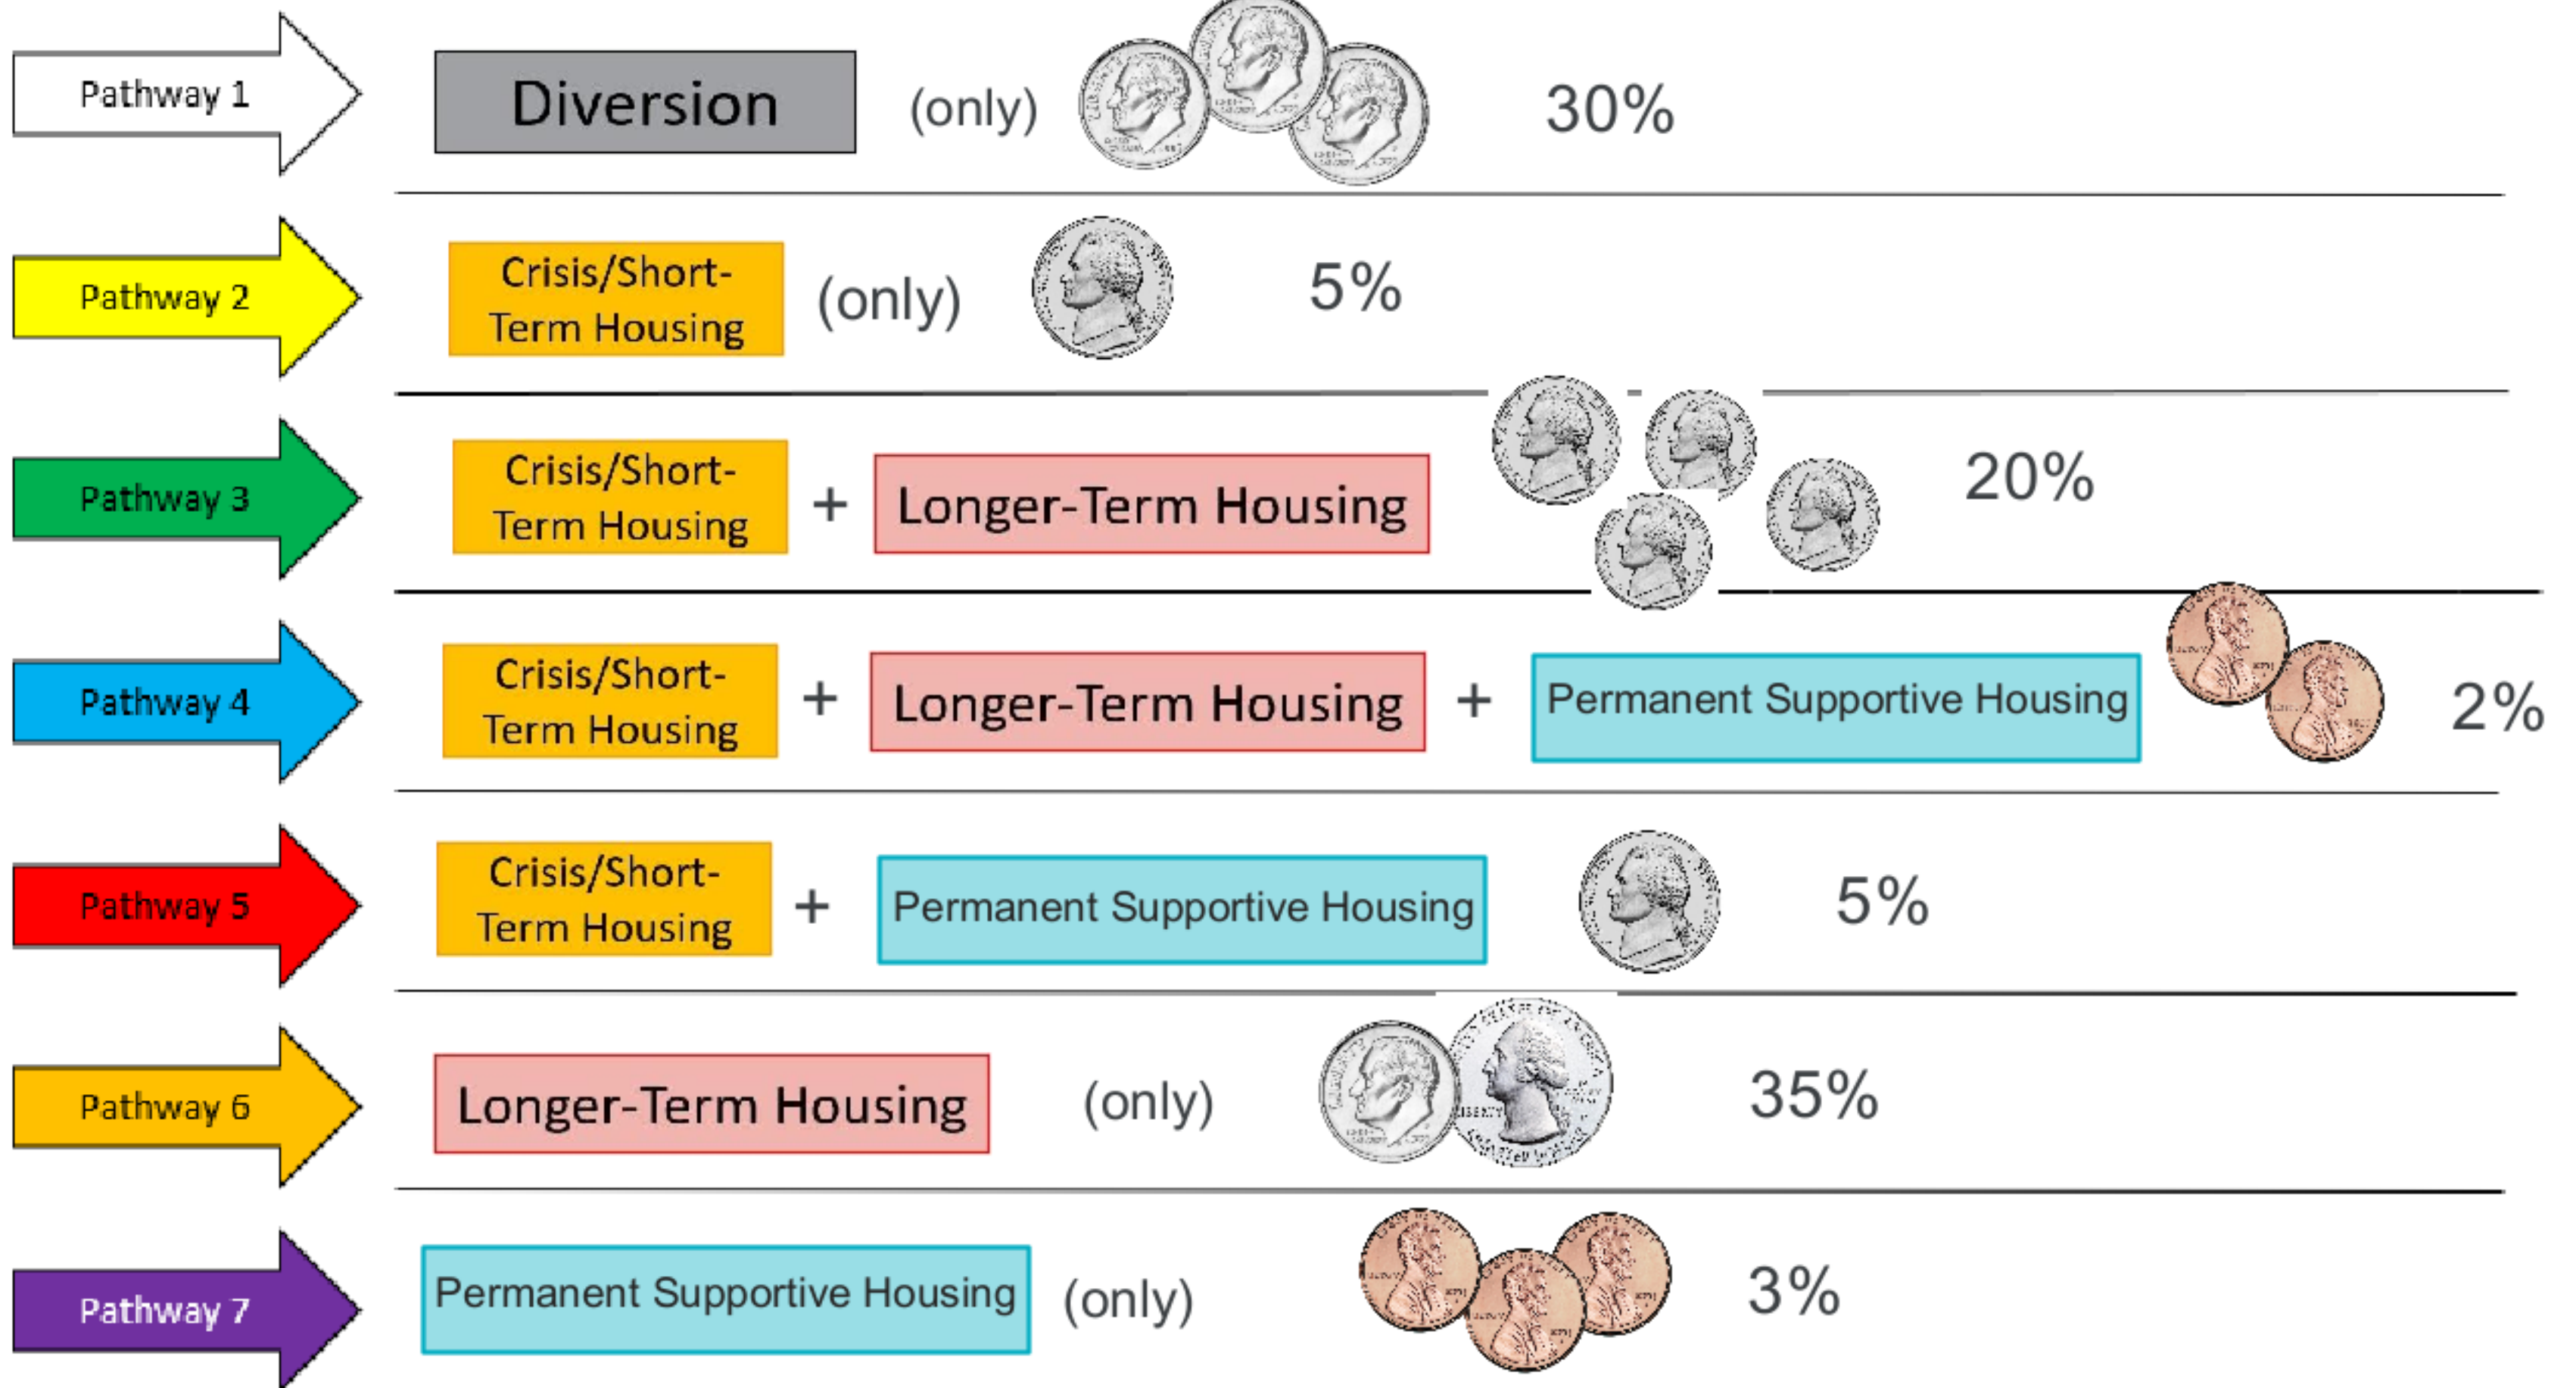 Pathway 1
Diversion
(only)
30%
Pathway 2
Crisis/Short-
Term Housing
(only)
5%
Pathway 3
Crisis/Short-
Term Housing
+
Longer-Term Housing
20%
Pathway 4
Crisis/Short-
Term Housing
+
Longer-Term Housing
+
Permanent Supportive Housing
2%
Pathway 5
Crisis/Short-
Term Housing
+
Permanent Supportive Housing
5%
Pathway 6
Longer-Term Housing
(only)
35%
Pathway 7
Permanent Supportive Housing
(only)
3%